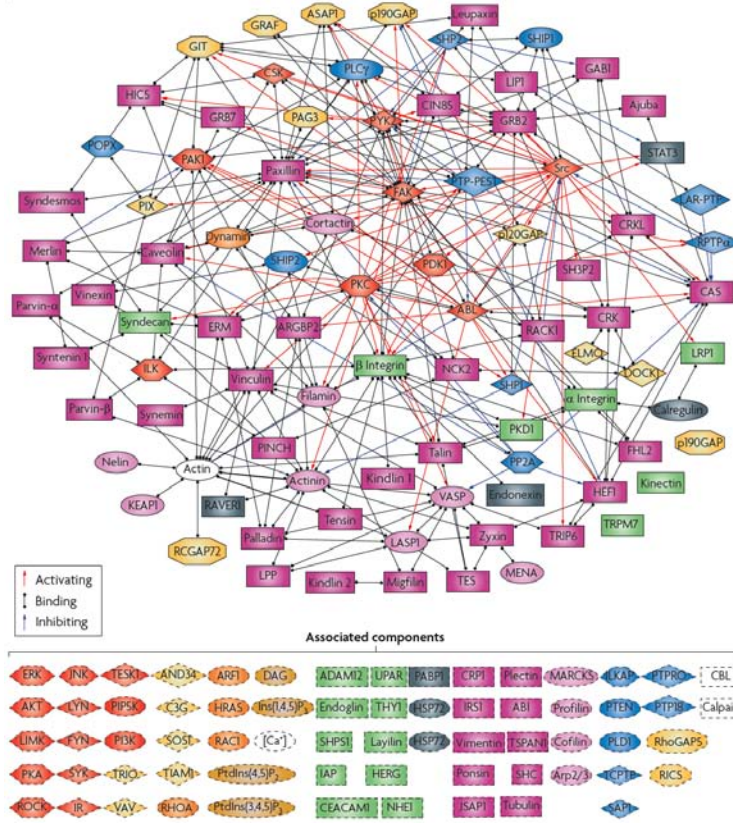 ASAP1
p190GAP
GRAF
Leupaxin
SHP2
SHIP1
GIT
PLCγ
GAB1
CSK
LIP1
HIC5
CIN85
Ajuba
GRB7
PAG3
PYK2
GRB2
POPX
STAT3
PAK1
Paxillin
Src
FAK
PTP-PEST
Syndesmos
PIX
LAR-PTP
Cortactin
CRKL
Dynamin
p120GAP
RPTPα
Merlin
Caveolin
SHIP2
PDK1
SH3P2
Vinexin
PKC
CAS
Parvin-α
Syndecan
ERM
ARGBP2
ABL
RACK1
CRK
Syntenin 1
ELMO
LRP1
ILK
β Integrin
NCK2
DOCK1
Vinculin
SHP1
Filamin
α Integrin
Parvin-β
Synemin
PKD1
Calregulin
PINCH
Talin
FHL2
p190GAP
Nelin
Actin
Kindlin 1
PP2A
Actinin
Endonexin
HEF1
Kinectin
KEAP1
RAVER1
VASP
TRPM7
Tensin
Palladin
Zyxin
TRIP6
RCGAP72
LASP1
LPP
Kindlin 2
Migfilin
TES
MENA
Activating
Binding
Inhibiting
Associated components
ERK JNK TESK1 AND34 ARF1 DAG ADAM12 UPAR PABP1 CRP1 Plectin MARCKS ILKAP PTPRO CBL
AKT LYN PIP5K C3G HRAS Ins(1,4,5)P3 Endoglin THY1 HSP72 IRS1 ABI Profilin PTEN PTP18 Calpain
LIMK FYN PI3K SOS1 RAC1 [Ca+] SHPS1 Layilin HSP72 Vimentin TSPAN1 Cofilin PLD1 RhoGAP5
PKA SYK TRIO TIAM1 PtdIns(4,5)P2 IAP HERG Ponsin SHC Arp2/3 TCPTP RICS
ROCK IR VAV RHOA PtdIns(3,4,5)P3 CEACAM1 NHE1 JSAP1 Tubulin SAP1